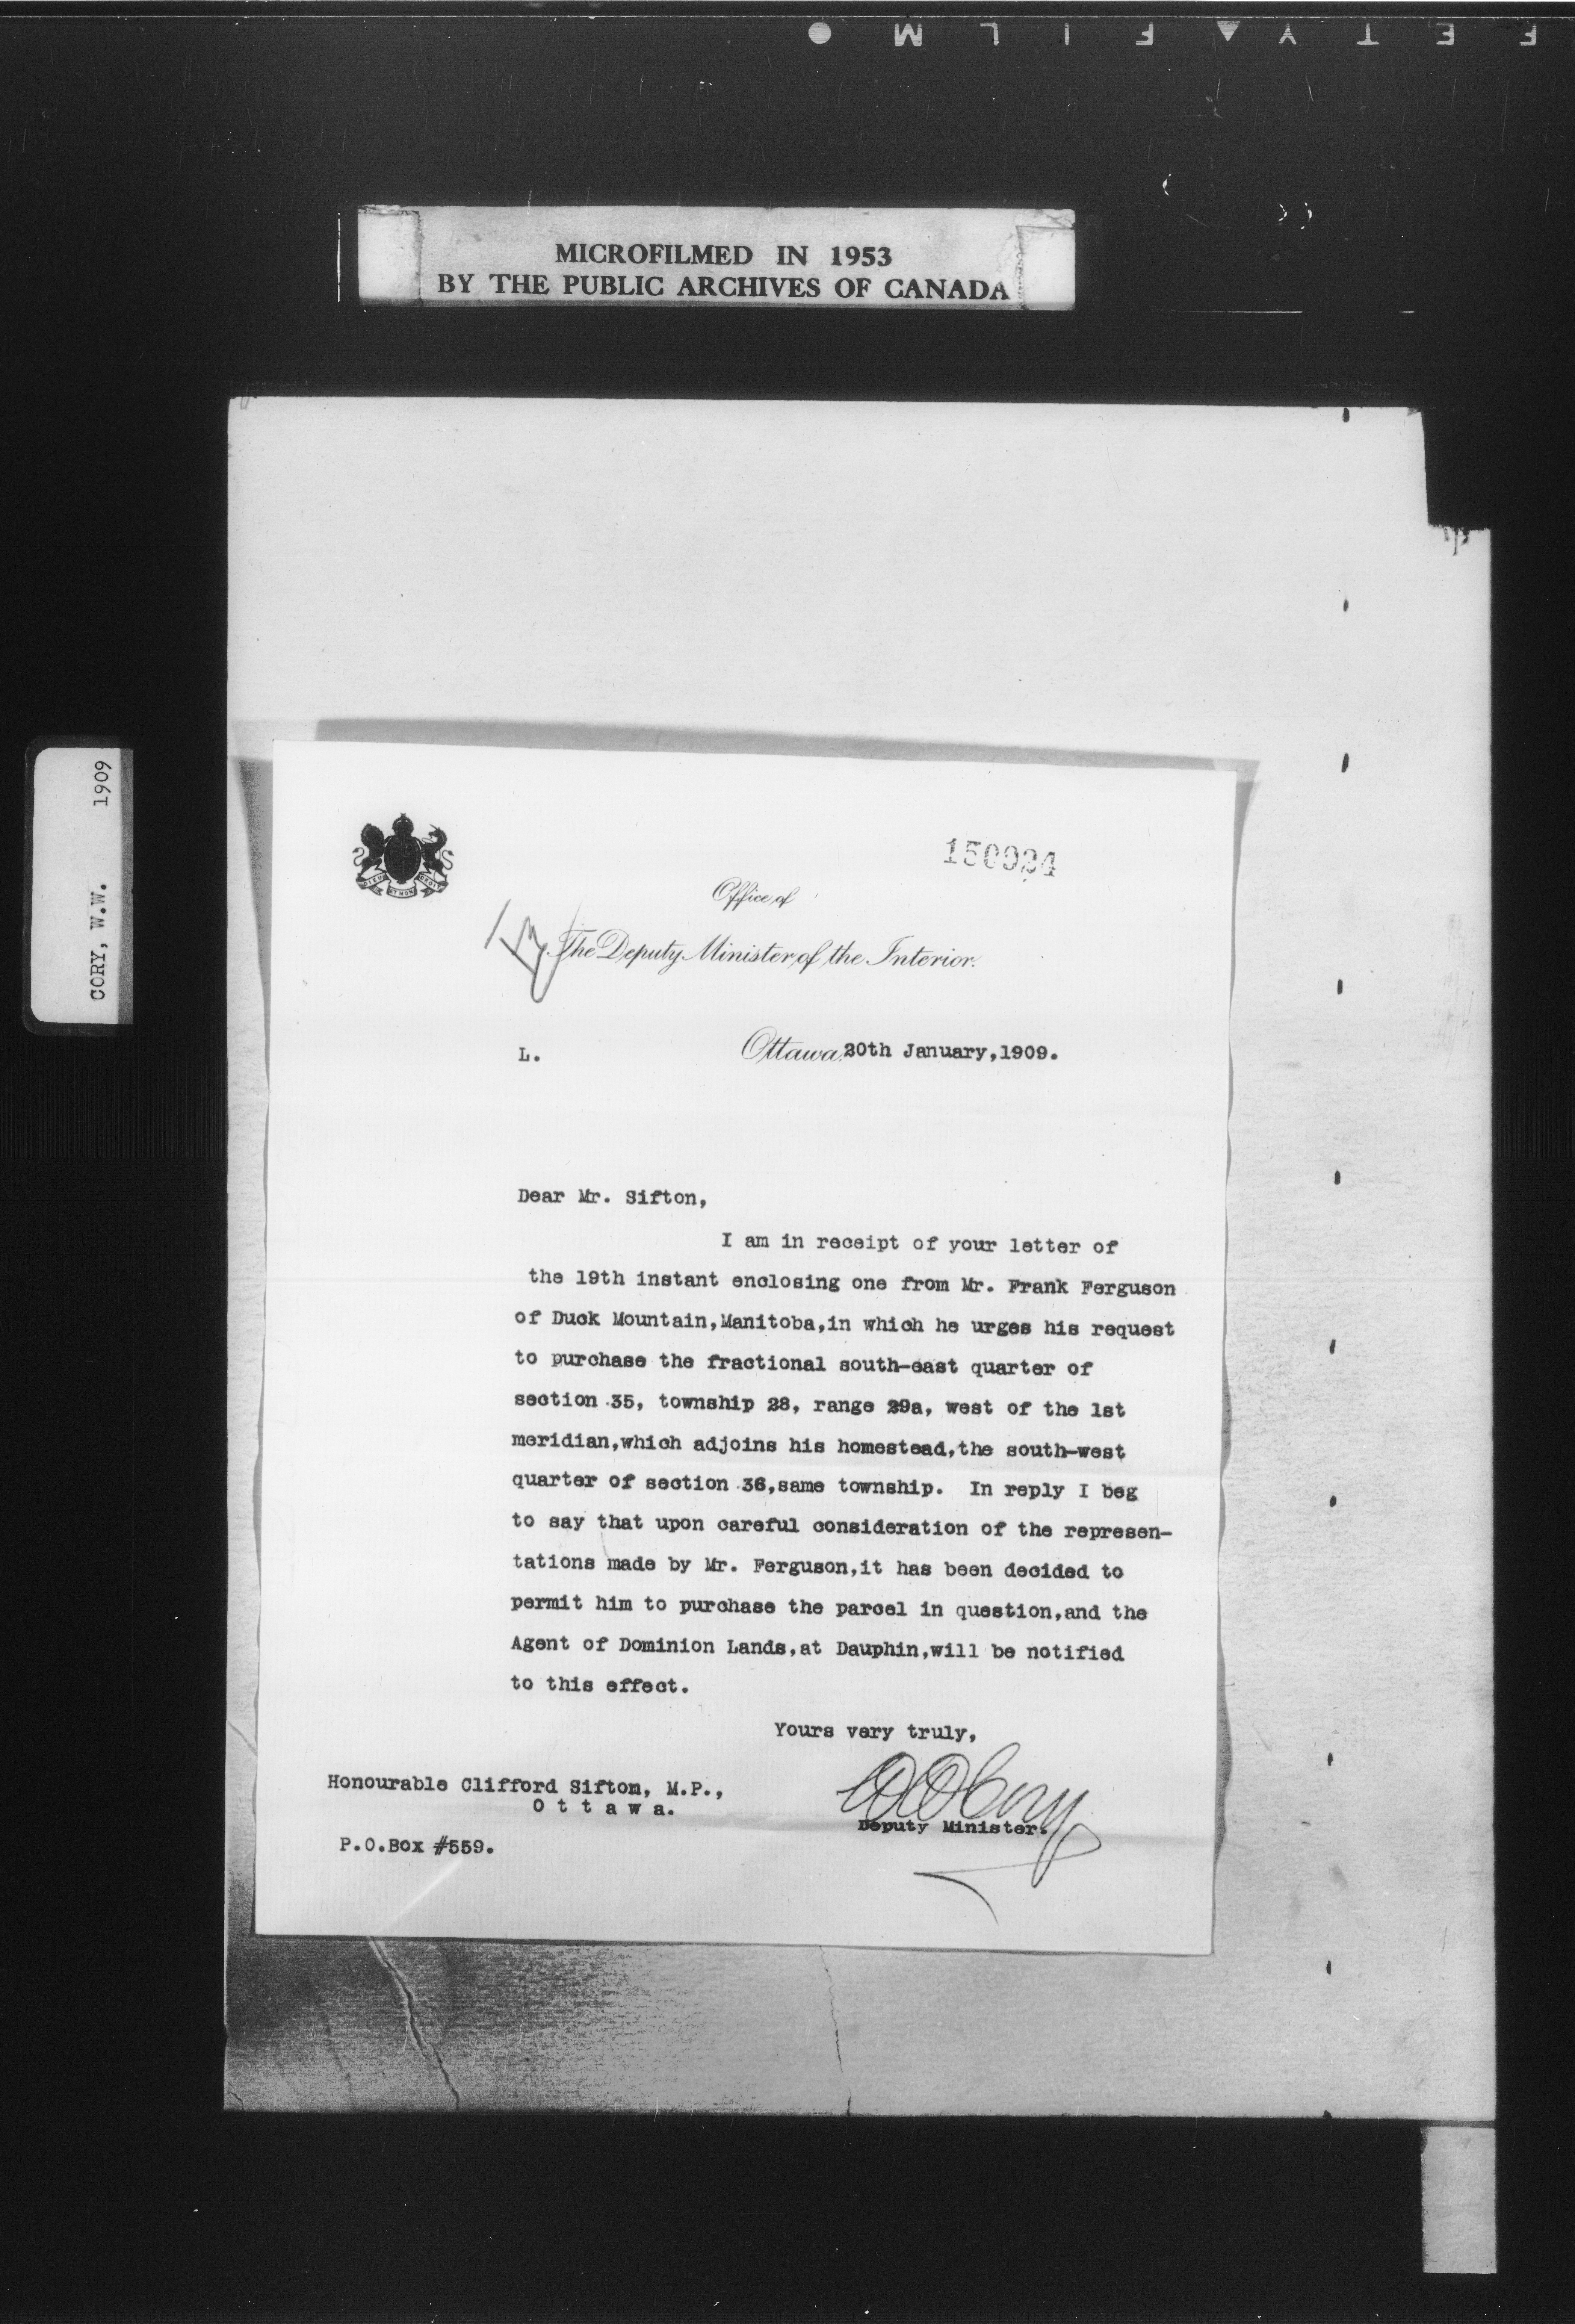 MICROFILMED IN 1953
BY THE PUBLIC ARCHIVES OF CANADA
CORY, W.W. 1909
DIEU ET MON DROIT
Office of
The Deputy Minister of the Interior.
L.
Ottawa, 20th January,1909.
Dear Mr. Sifton,
I am in receipt of your letter of
the 19th instant enclosing one from Mr. Frank Ferguson
of Duck Mountain,Manitoba,in which he urges his request
to purchase the fractional south-east quarter of
section 35, township 28, range 29a, west of the 1st
meridian,which adjoins his homestead,the south-west
quarter of section 36,same township. In reply I beg
to say that upon careful consideration of the represen-
tations made by Mr. Ferguson,it has been decided to
permit him to purchase the parcel in question,and the
Agent of Dominion Lands,at Dauphin,will be notified
to this effect.
Yours very truly,
WWCory
Deputy Minister.
Honourable Clifford Sifton, M.P.,
O t t a w a.
P.O.Box #559.